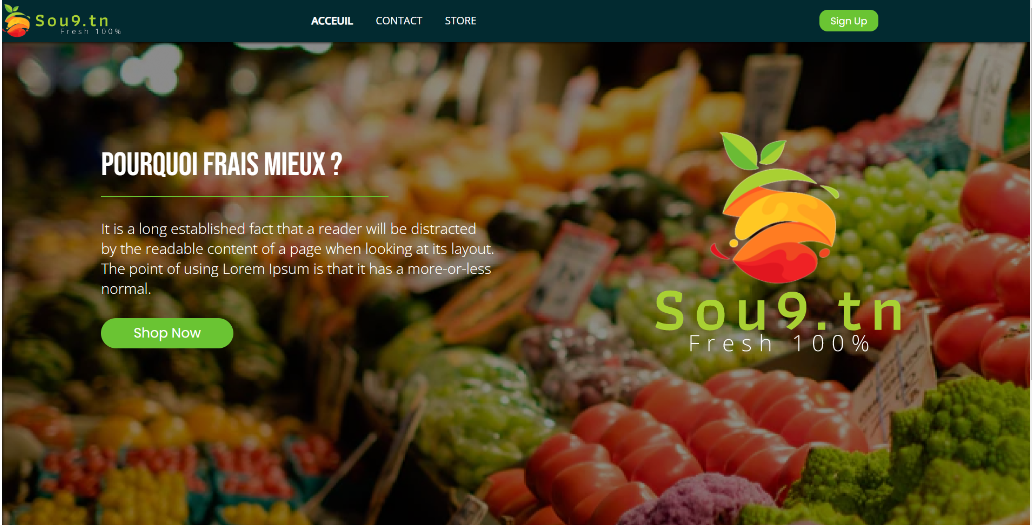 Sou9.tn
Fresh 100%
ACCEUIL CONTACT STORE
Sign Up
POURQUOI FRAIS MIEUX ?
It is a long established fact that a reader will be distracted
by the readable content of a page when looking at its layout.
The point of using Lorem Ipsum is that it has a more-or-less
normal.
Shop Now
Sou9.tn
Fresh 100%